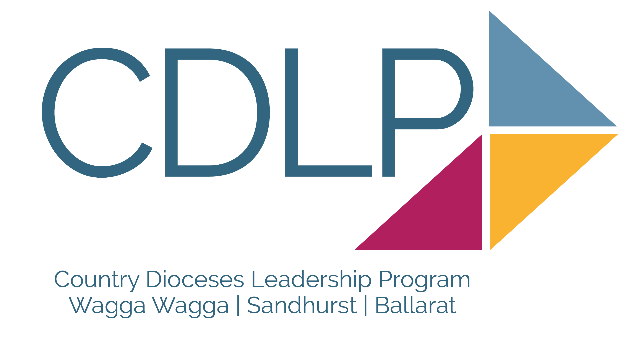 CDLP
Country Dioceses Leadership Program
Wagga Wagga | Sandhurst | Ballarat